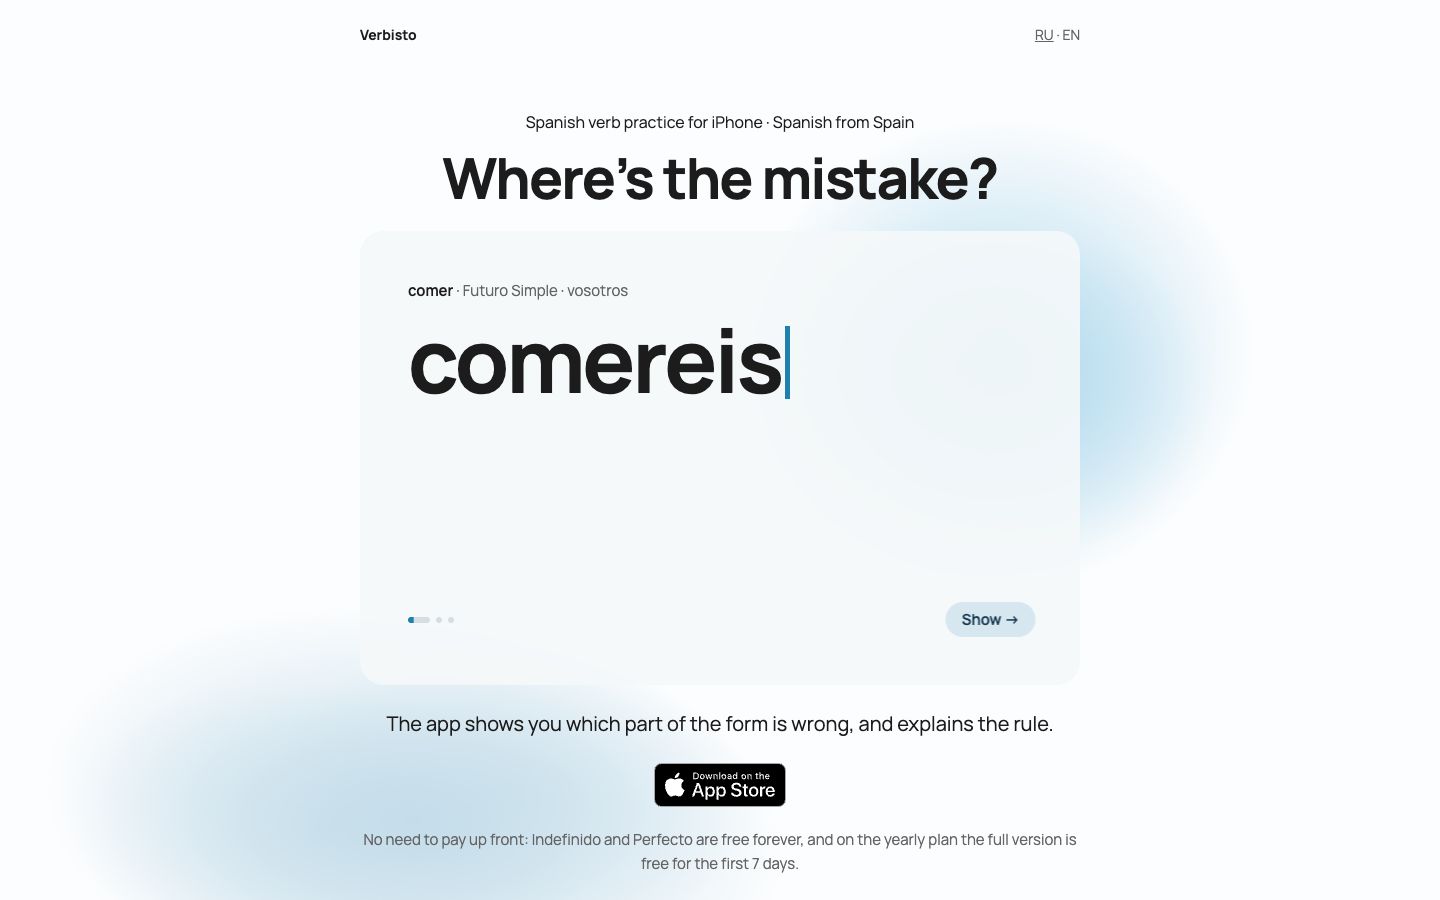 Verbisto
RU · EN
Spanish verb practice for iPhone · Spanish from Spain
Where’s the mistake?
comer · Futuro Simple · vosotros
comereis
Show →
The app shows you which part of the form is wrong, and explains the rule.
Download on the
App Store
No need to pay up front: Indefinido and Perfecto are free forever, and on the yearly plan the full version is
free for the first 7 days.